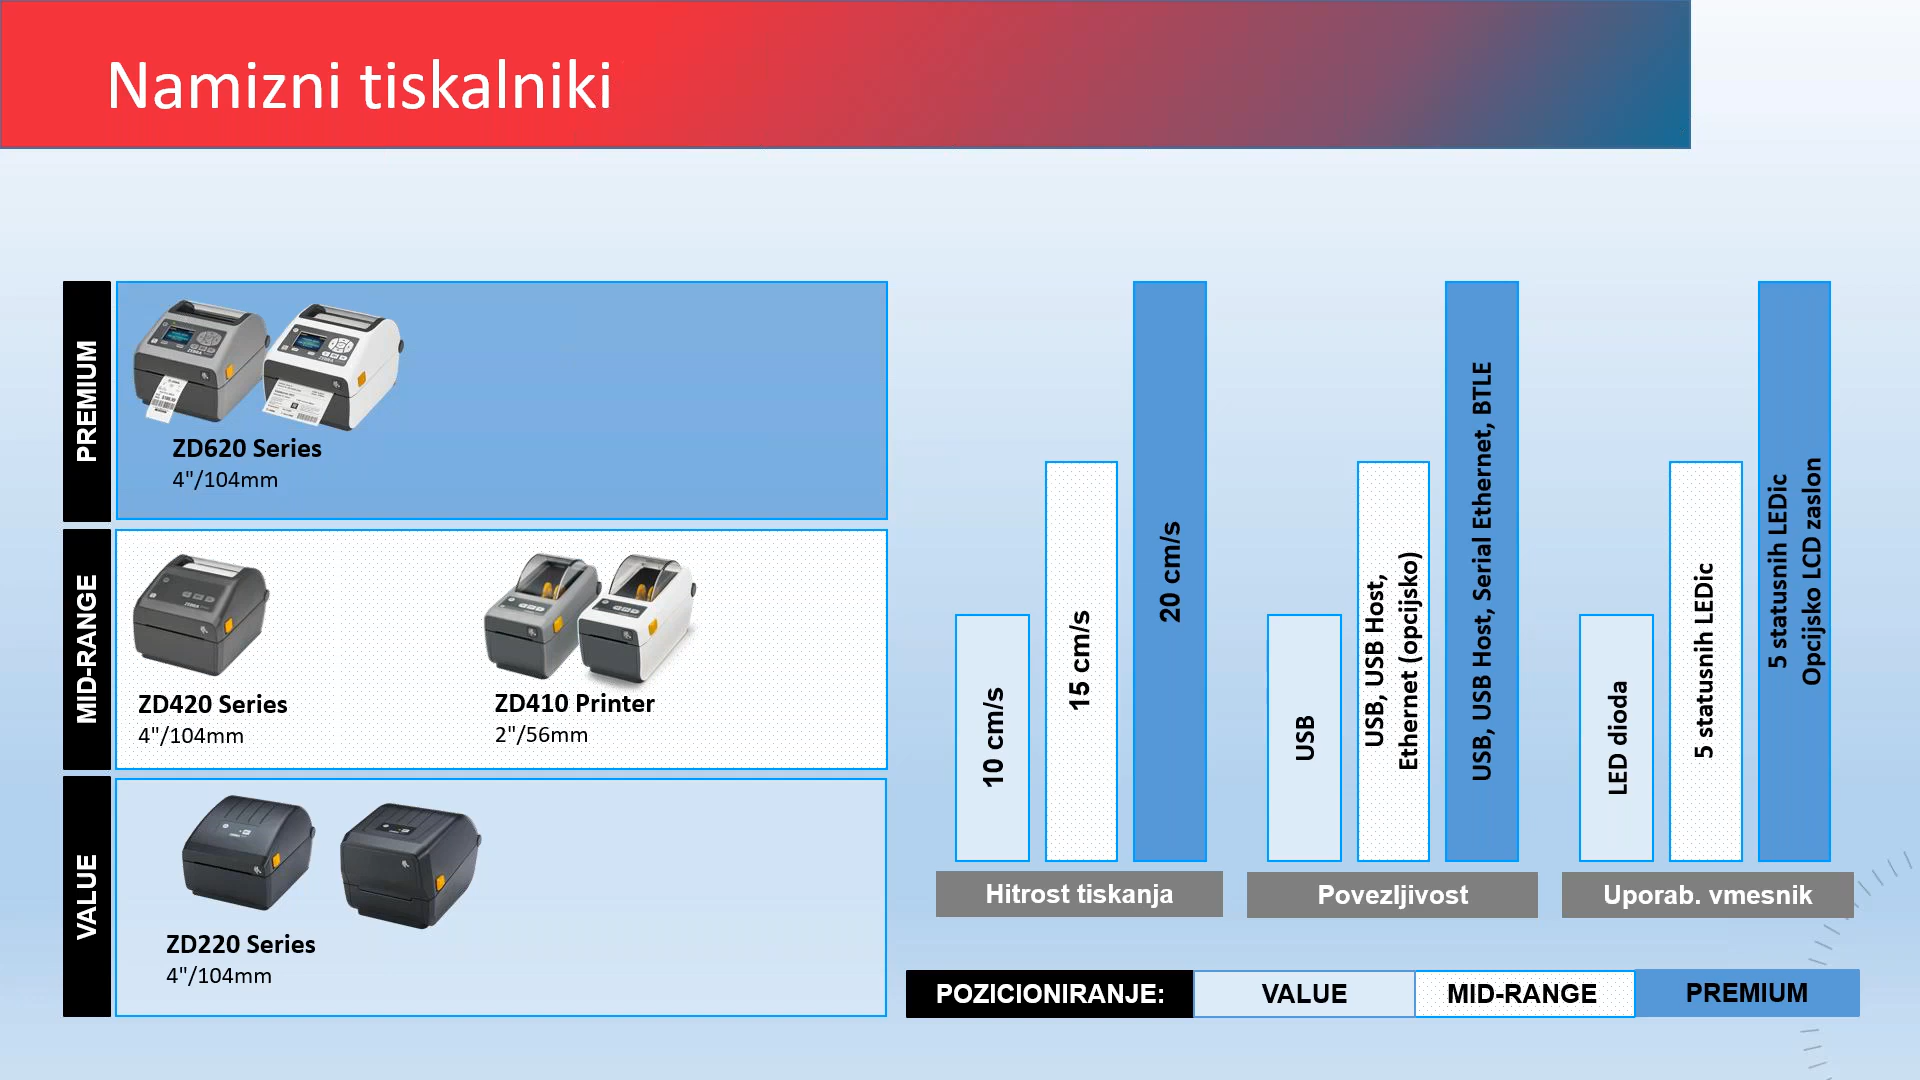 Namizni tiskalniki
PREMIUM
ZD620 Series
4"/104mm
MID-RANGE
ZD420 Series
4"/104mm
ZD410 Printer
2"/56mm
VALUE
ZD220 Series
4"/104mm
10 cm/s
15 cm/s
20 cm/s
Hitrost tiskanja
USB
USB, USB Host,
Ethernet (opcijsko)
USB, USB Host, Serial Ethernet, BTLE
Povezljivost
LED dioda
5 statusnih LEDic
5 statusnih LEDic
Opcijsko LCD zaslon
Uporab. vmesnik
POZICIONIRANJE:
VALUE
MID-RANGE
PREMIUM